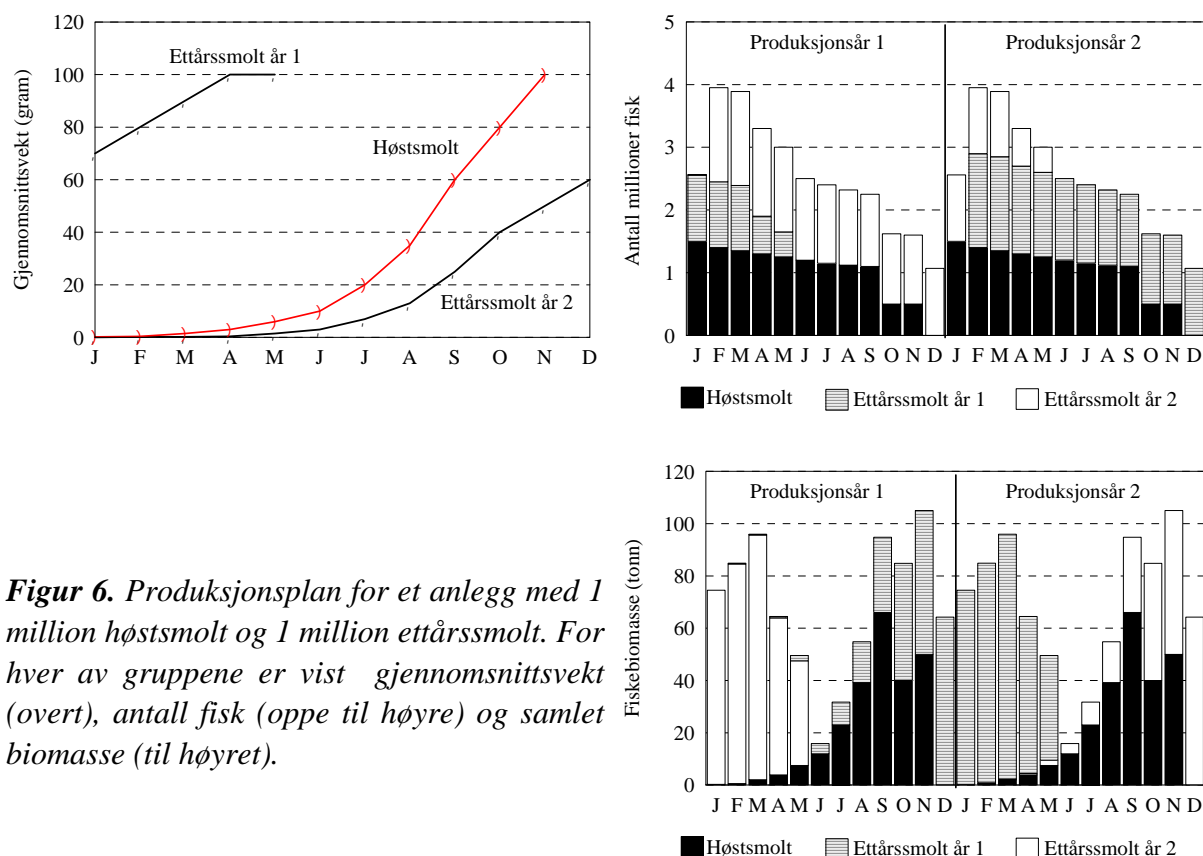 120
100
80
60
40
20
0
Gjennomsnittsvekt (gram)
Ettårssmolt år 1
Høstsmolt
Ettårssmolt år 2
J F M A M J J A S O N D
5
4
3
2
1
0
Antall millioner fisk
Produksjonsår 1
Produksjonsår 2
J F M A M J J A S O N D J F M A M J J A S O N D
Høstsmolt Ettårssmolt år 1 Ettårssmolt år 2
Figur 6. Produksjonsplan for et anlegg med 1
million høstsmolt og 1 million ettårssmolt. For
hver av gruppene er vist gjennomsnittsvekt
(overt), antall fisk (oppe til høyre) og samlet
biomasse (til høyret).
120
100
80
60
40
20
0
Fiskebiomasse (tonn)
Produksjonsår 1
Produksjonsår 2
J F M A M J J A S O N D J F M A M J J A S O N D
Høstsmolt Ettårssmolt år 1 Ettårssmolt år 2